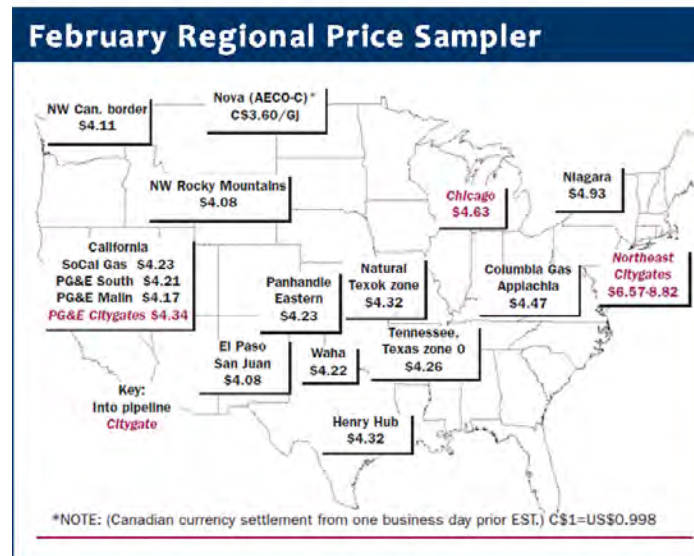 February Regional Price Sampler
NW Can. border
$4.11
Nova (AECO-C)*
C$3.60/GJ
NW Rocky Mountains
$4.08
Chicago
$4.63
Niagara
$4.93
California
SoCal Gas $4.23
PG&E South $4.21
PG&E Malin $4.17
PG&E Citygates $4.34
Panhandle
Eastern
$4.23
Natural
Texok zone
$4.32
Columbia Gas
Applachia
$4.47
Northeast
Citygates
$6.57-8.82
El Paso
San Juan
$4.08
Waha
$4.22
Tennessee,
Texas zone 0
$4.26
Key:
Into pipeline
Citygate
Henry Hub
$4.32
*NOTE: (Canadian currency settlement from one business day prior EST.) C$1=US$0.998